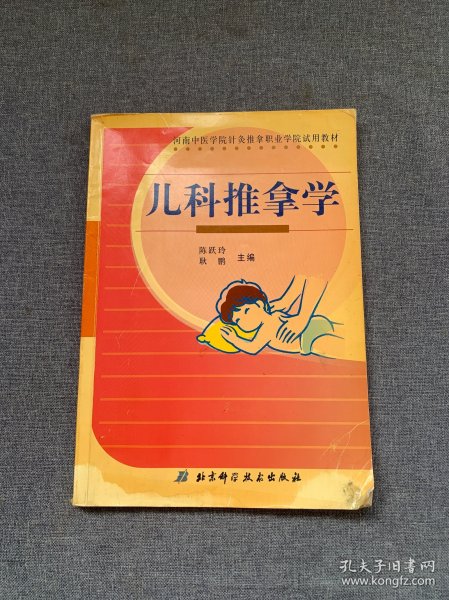 河南中医学院针灸推拿职业学院试用教材
儿科推拿学
陈跃玲
耿鹏 主编
北京科学技术出版社
孔夫子旧书网
www.kongfz.com